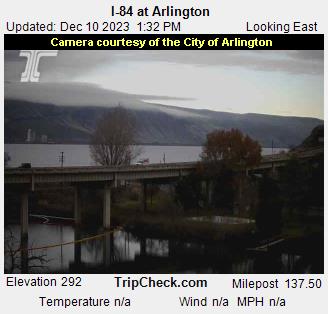 I-84 at Arlington
Updated: Dec 10 2023 1:32 PM Looking East
Camera courtesy of the City of Arlington
Elevation 292 TripCheck.com Milepost 137.50
Temperature n/a Wind n/a MPH n/a